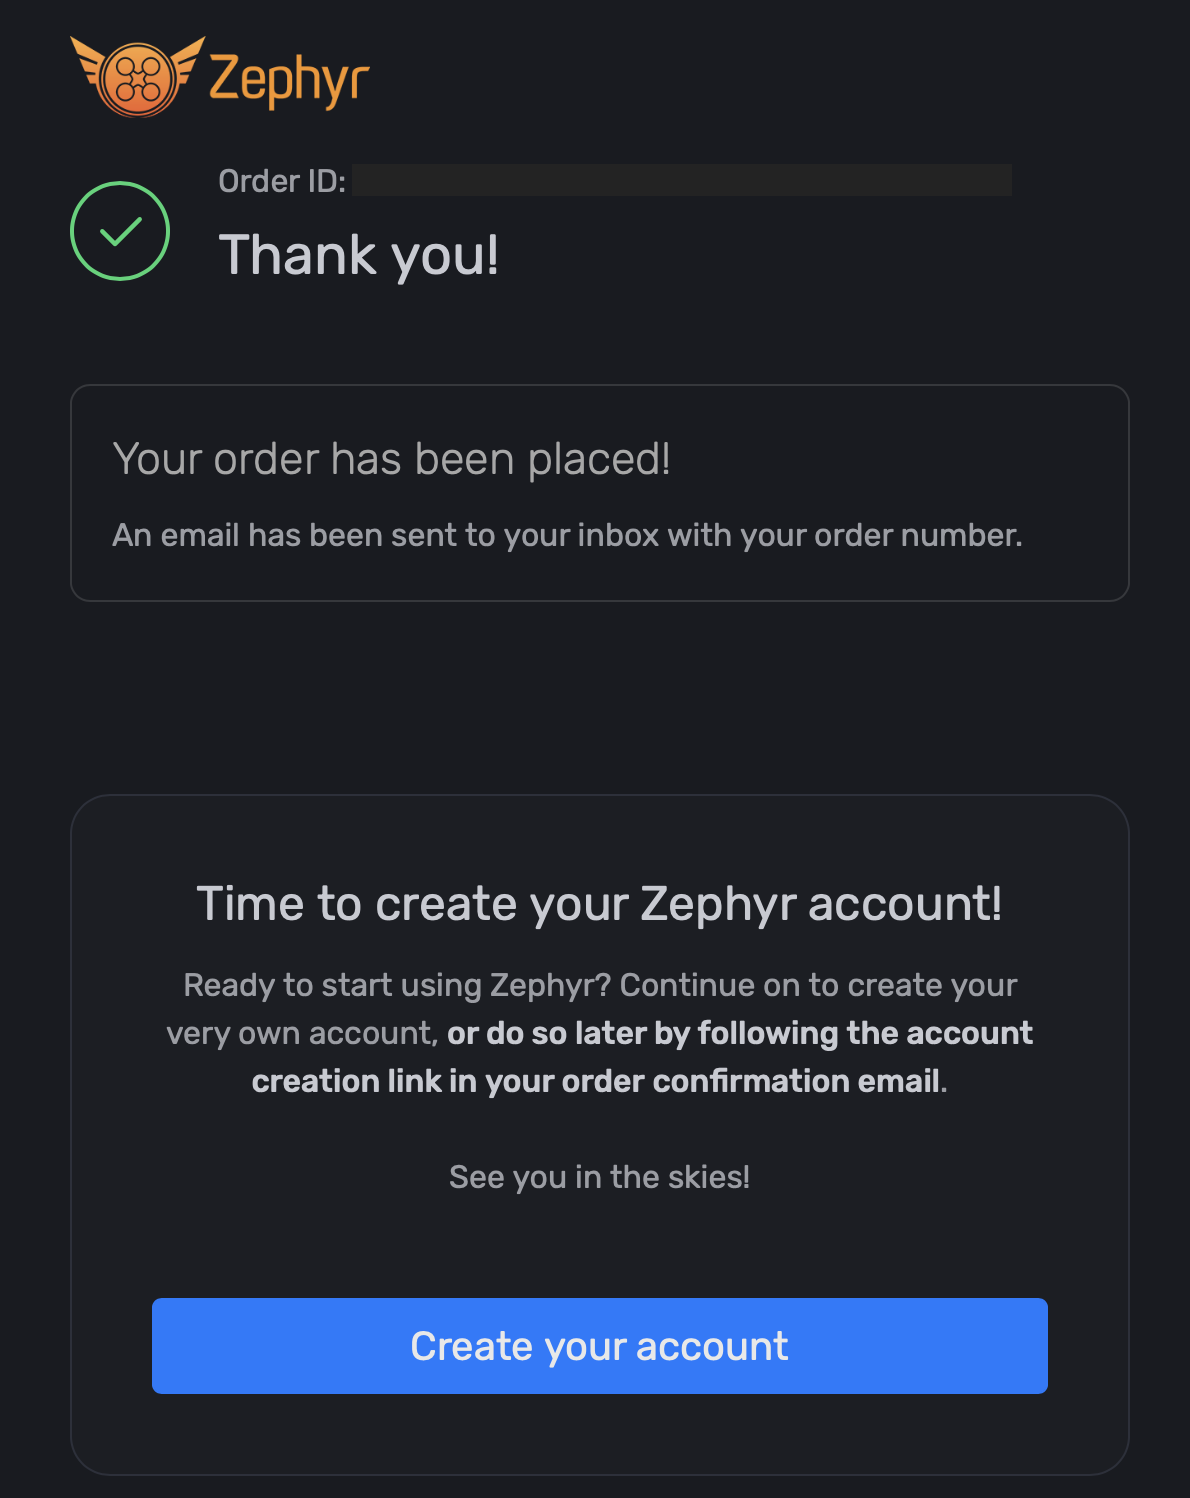 Zephyr
Order ID:
Thank you!
Your order has been placed!
An email has been sent to your inbox with your order number.
Time to create your Zephyr account!
Ready to start using Zephyr? Continue on to create your
very own account, or do so later by following the account
creation link in your order confirmation email.
See you in the skies!
Create your account